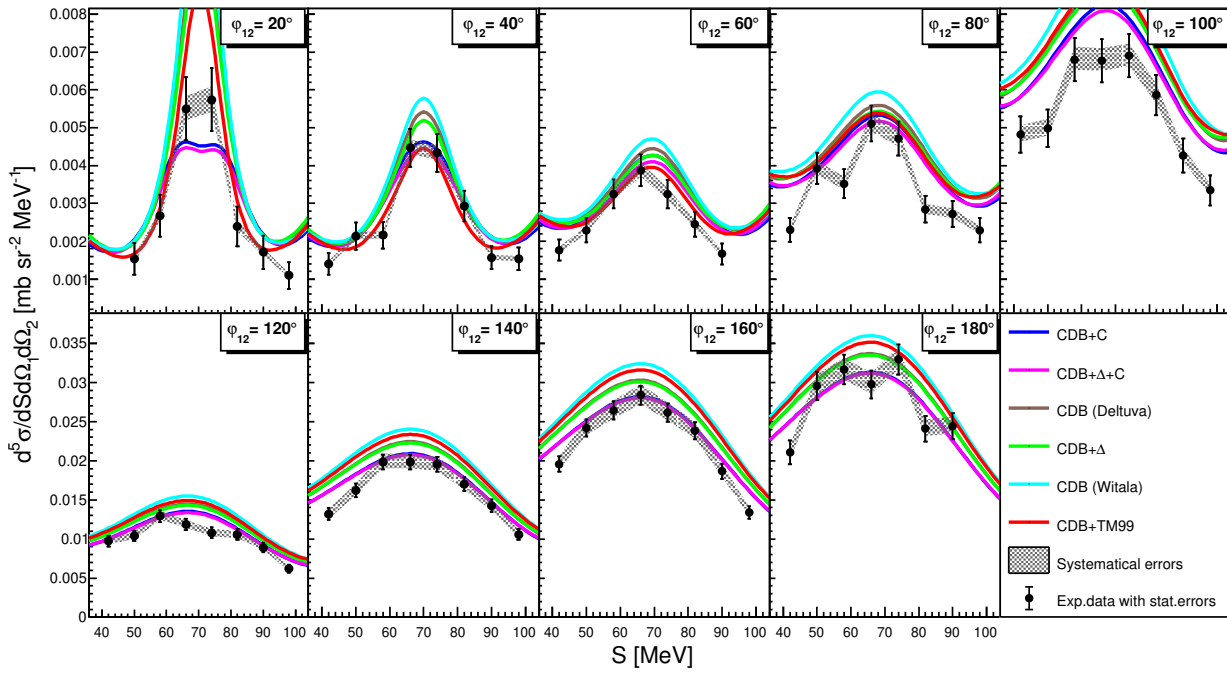 d⁵σ/dSdΩ₁dΩ₂ [mb sr⁻² MeV⁻¹]
0.008
0.007
0.006
0.005
0.004
0.003
0.002
0.001
φ₁₂= 20°
φ₁₂= 40°
φ₁₂= 60°
φ₁₂= 80°
φ₁₂= 100°
0.035
0.03
0.025
0.02
0.015
0.01
0.005
0
φ₁₂= 120°
φ₁₂= 140°
φ₁₂= 160°
φ₁₂= 180°
CDB+C
CDB+Δ+C
CDB (Deltuva)
CDB+Δ
CDB (Witala)
CDB+TM99
Systematical errors
Exp.data with stat.errors
40 50 60 70 80 90 100
40 50 60 70 80 90 100
40 50 60 70 80 90 100
40 50 60 70 80 90 100
S [MeV]